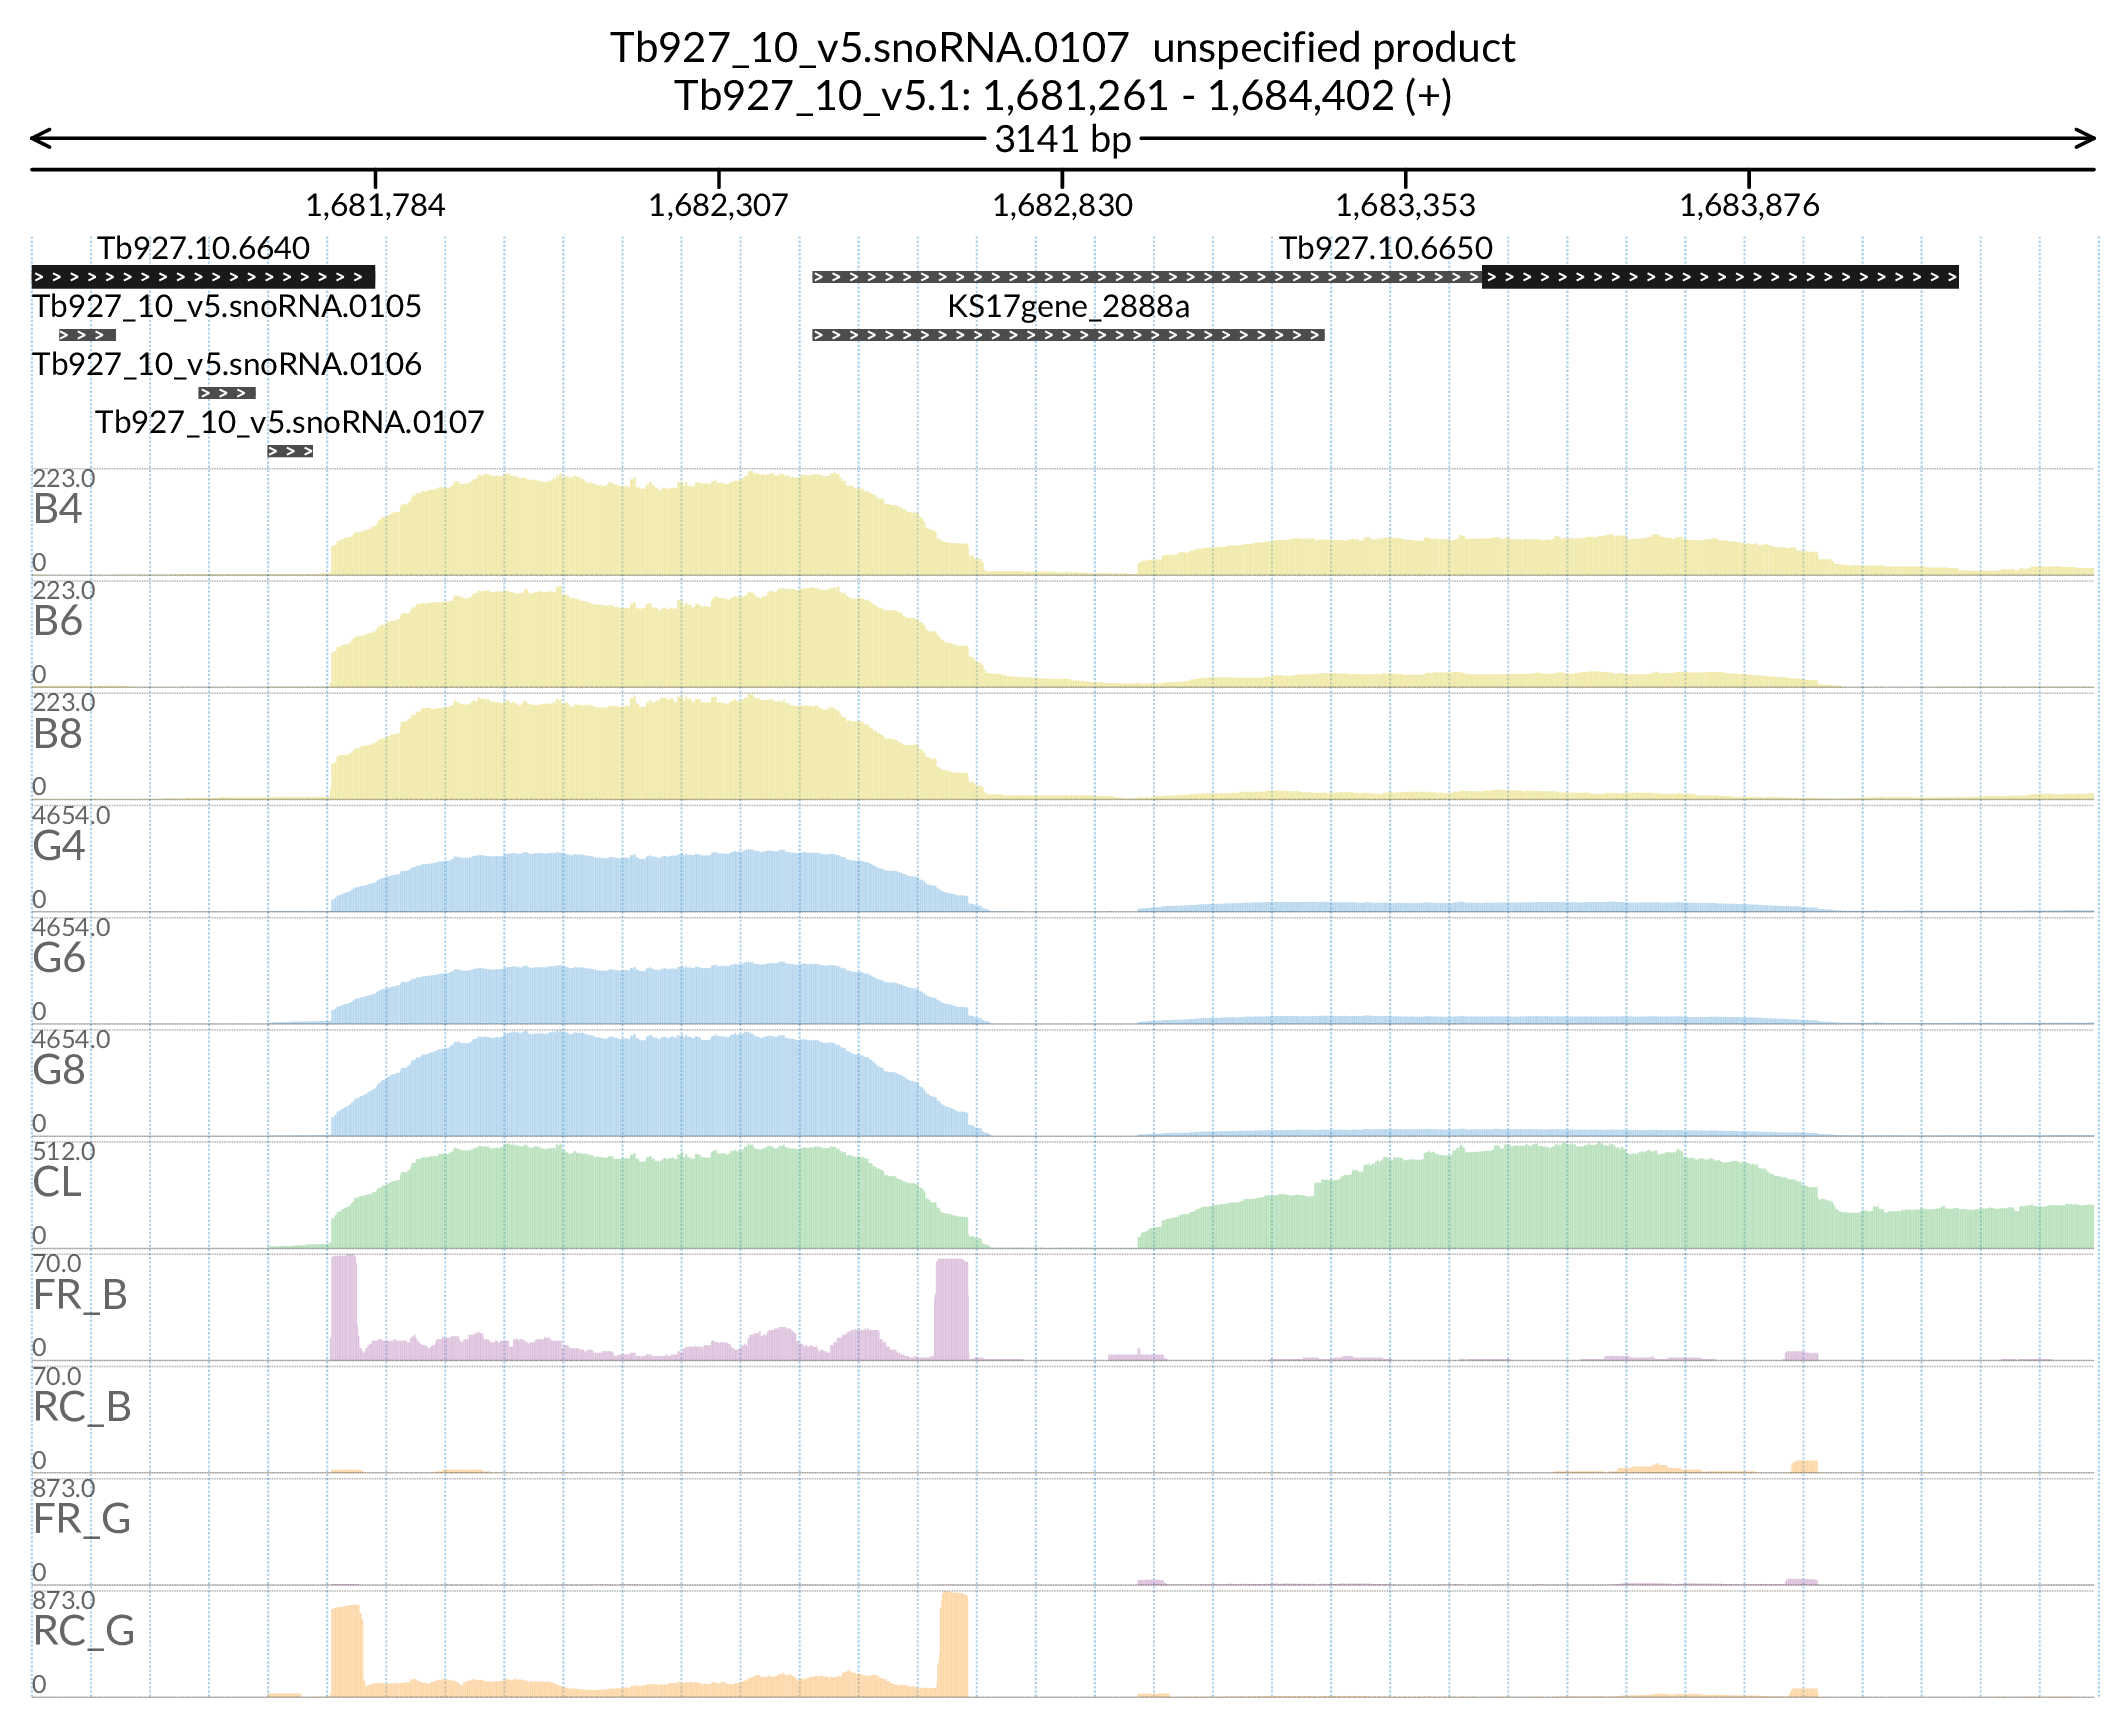 Tb927_10_v5.snoRNA.0107 unspecified product
Tb927_10_v5.1: 1,681,261 - 1,684,402 (+)
3141 bp
1,681,784 1,682,307 1,682,830 1,683,353 1,683,876
Tb927.10.6640 Tb927.10.6650
Tb927_10_v5.snoRNA.0105 KS17gene_2888a
Tb927_10_v5.snoRNA.0106
Tb927_10_v5.snoRNA.0107
223.0
B4
0
223.0
B6
0
223.0
B8
0
4654.0
G4
0
4654.0
G6
0
4654.0
G8
0
512.0
CL
0
70.0
FR_B
0
70.0
RC_B
0
873.0
FR_G
0
873.0
RC_G
0